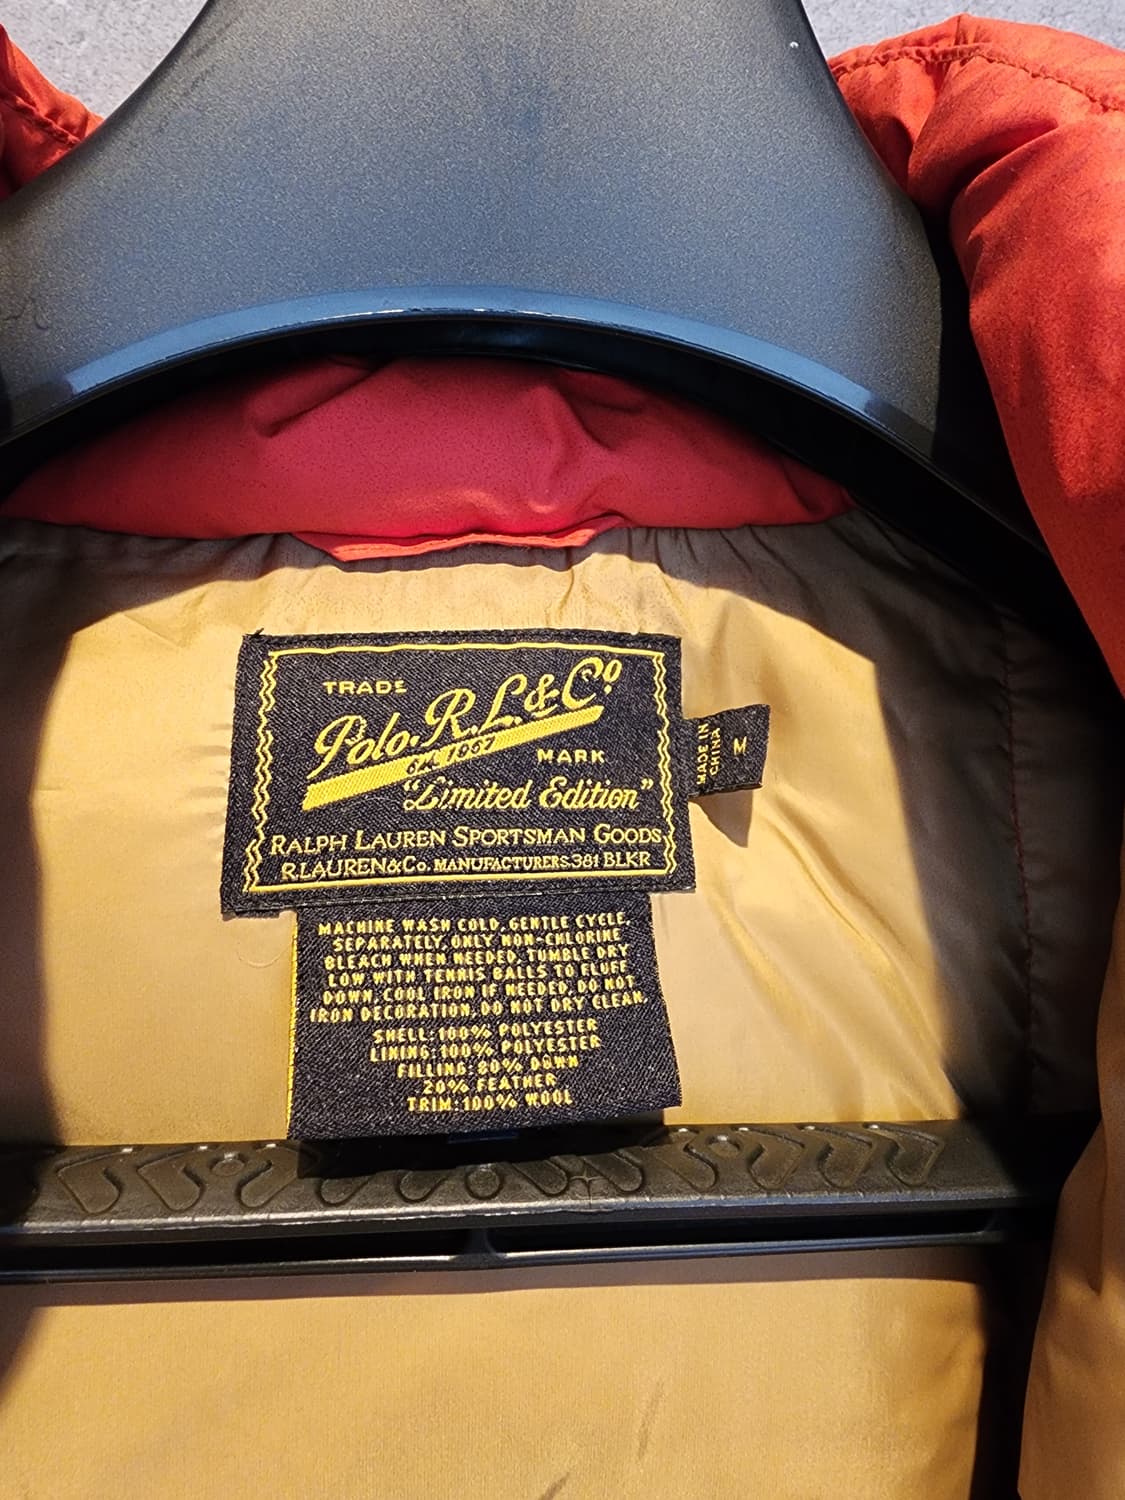 TRADE
Polo. R. L. & Co
Est. 1967
MARK
"Limited Edition"
RALPH LAUREN SPORTSMAN GOODS
R.LAUREN&Co. MANUFACTURERS.381 BLKR
MADE IN
CHINA
M
MACHINE WASH COLD, GENTLE CYCLE,
SEPARATELY, ONLY NON-CHLORINE
BLEACH WHEN NEEDED, TUMBLE DRY
LOW WITH TENNIS BALLS TO FLUFF
DOWN, COOL IRON IF NEEDED, DO NOT
IRON DECORATION, DO NOT DRY CLEAN.
SHELL:100% POLYESTER
LINING:100% POLYESTER
FILLING:80% DOWN
20% FEATHER
TRIM:100% WOOL